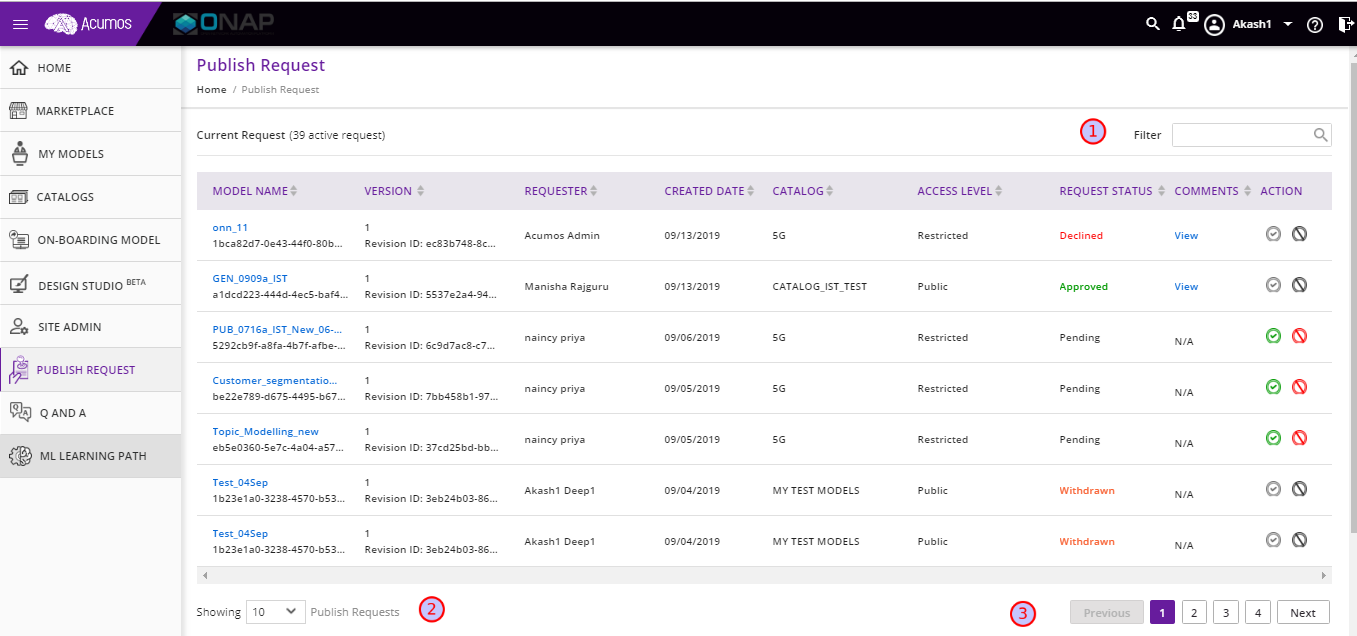 Acumos
ONAP
33
Akash1
HOME
MARKETPLACE
MY MODELS
CATALOGS
ON-BOARDING MODEL
DESIGN STUDIO BETA
SITE ADMIN
PUBLISH REQUEST
Q AND A
ML LEARNING PATH
Publish Request
Home / Publish Request
Current Request (39 active request)
1
Filter
MODEL NAME VERSION REQUESTER CREATED DATE CATALOG ACCESS LEVEL REQUEST STATUS COMMENTS ACTION
onn_11 1
1bca82d7-0e43-44f0-80b... Revision ID: ec83b748-8c... Acumos Admin 09/13/2019 5G Restricted Declined View
GEN_0909a_IST 1
a1dcd223-444d-4ec5-baf4... Revision ID: 5537e2a4-94... Manisha Rajguru 09/13/2019 CATALOG_IST_TEST Public Approved View
PUB_0716a_IST_New_06-... 1
5292cb9f-a8fa-4b7f-afbe-... Revision ID: 6c9d7ac8-c7... naincy priya 09/06/2019 5G Restricted Pending N/A
Customer_segmentatio... 1
be22e789-d675-4495-b67... Revision ID: 7bb458b1-97... naincy priya 09/05/2019 5G Restricted Pending N/A
Topic_Modelling_new 1
eb5e0360-5e7c-4a04-a57... Revision ID: 37cd25bd-bb... naincy priya 09/05/2019 5G Restricted Pending N/A
Test_04Sep 1
1b23e1a0-3238-4570-b53... Revision ID: 3eb24b03-86... Akash1 Deep1 09/04/2019 MY TEST MODELS Public Withdrawn N/A
Test_04Sep 1
1b23e1a0-3238-4570-b53... Revision ID: 3eb24b03-86... Akash1 Deep1 09/04/2019 MY TEST MODELS Public Withdrawn N/A
Showing 10 Publish Requests 2
3 Previous 1 2 3 4 Next